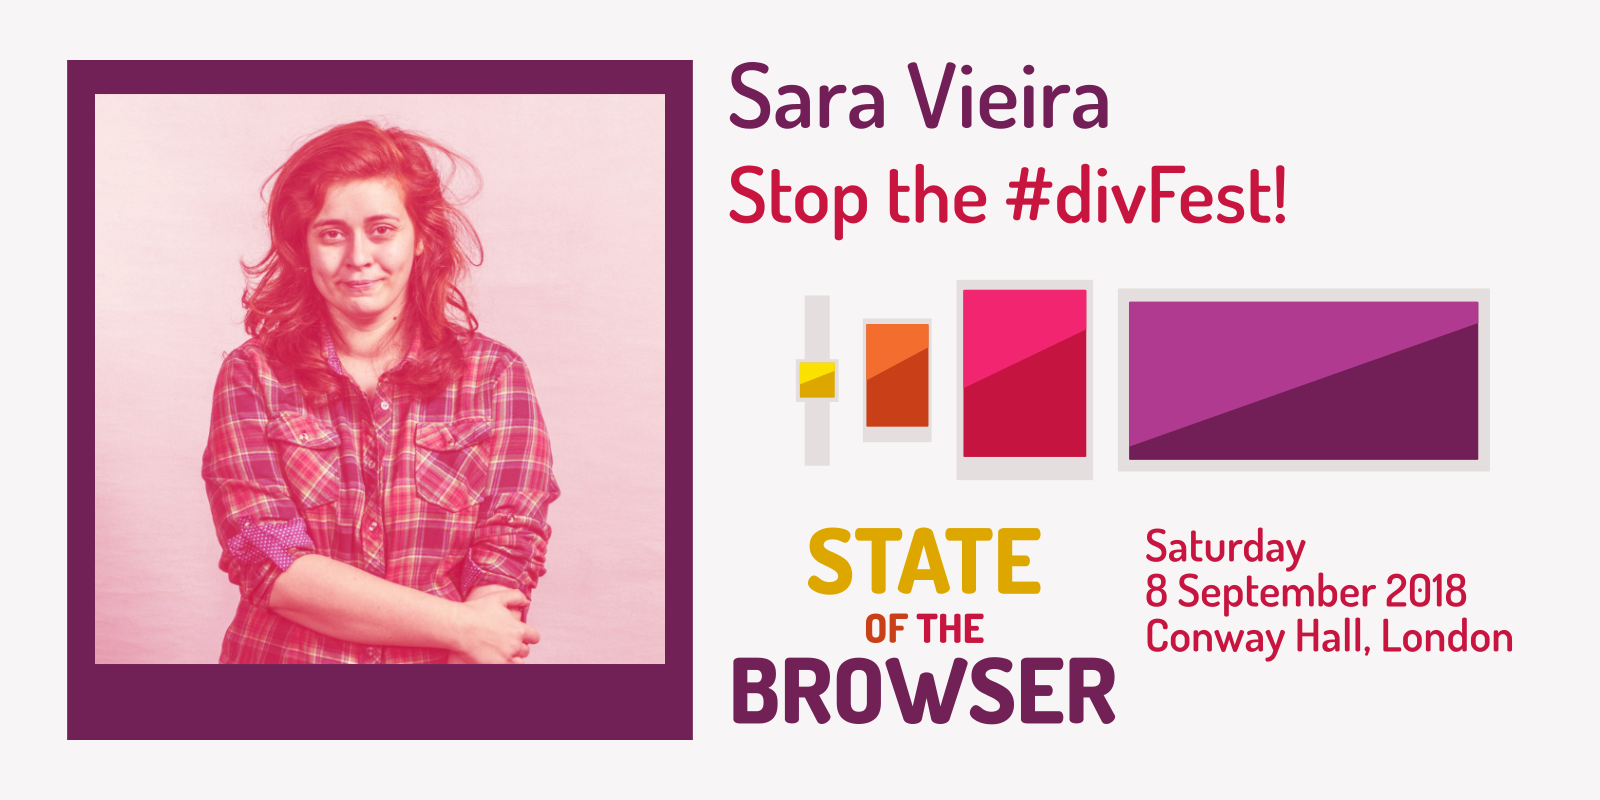 Sara Vieira
Stop the #divFest!
STATE
OF THE
BROWSER
Saturday
8 September 2018
Conway Hall, London